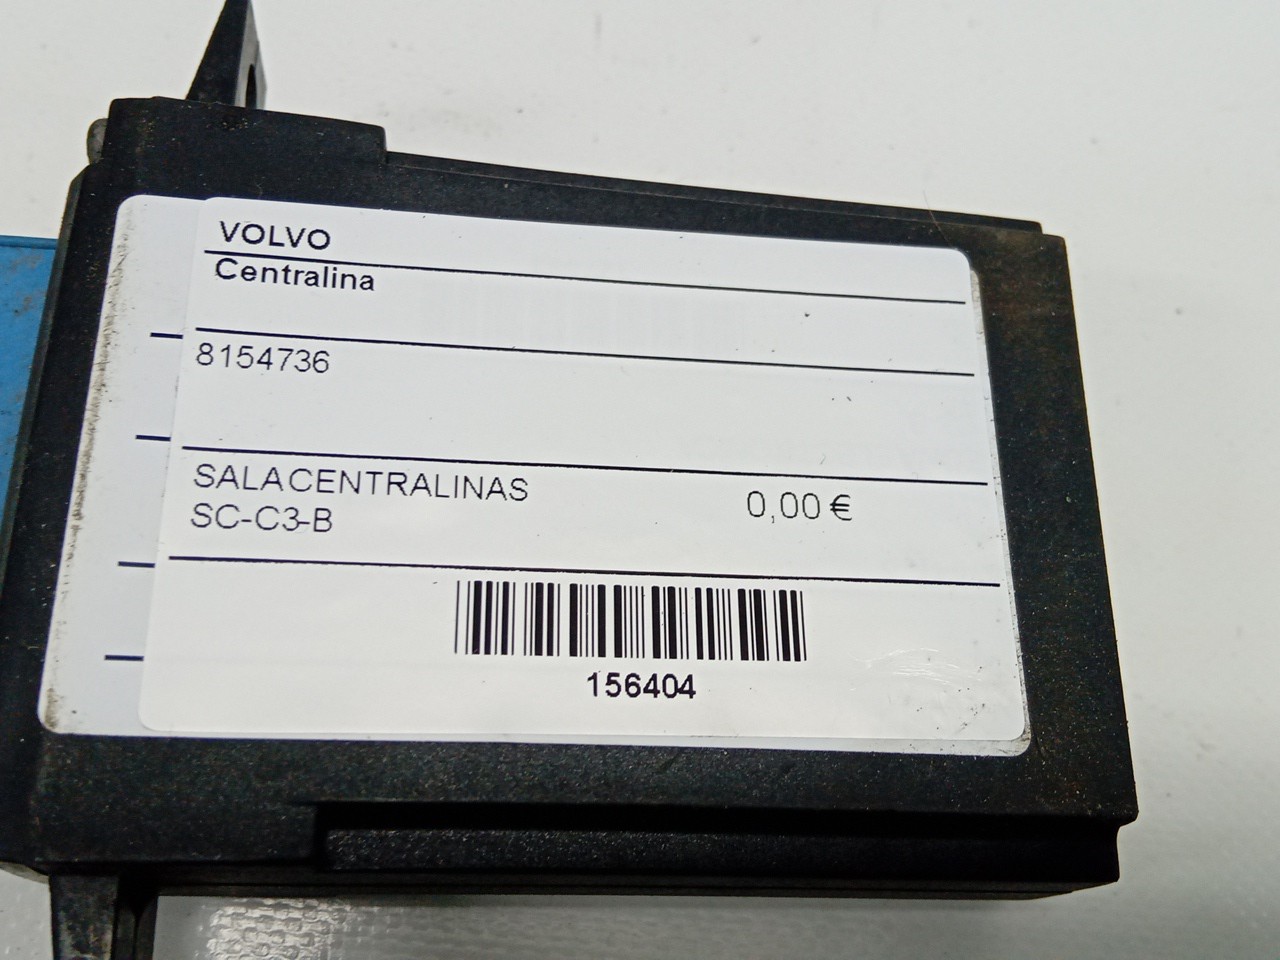 VOLVO
Centralina
8154736
SALACENTRALINAS
SC-C3-B
0,00 €
156404